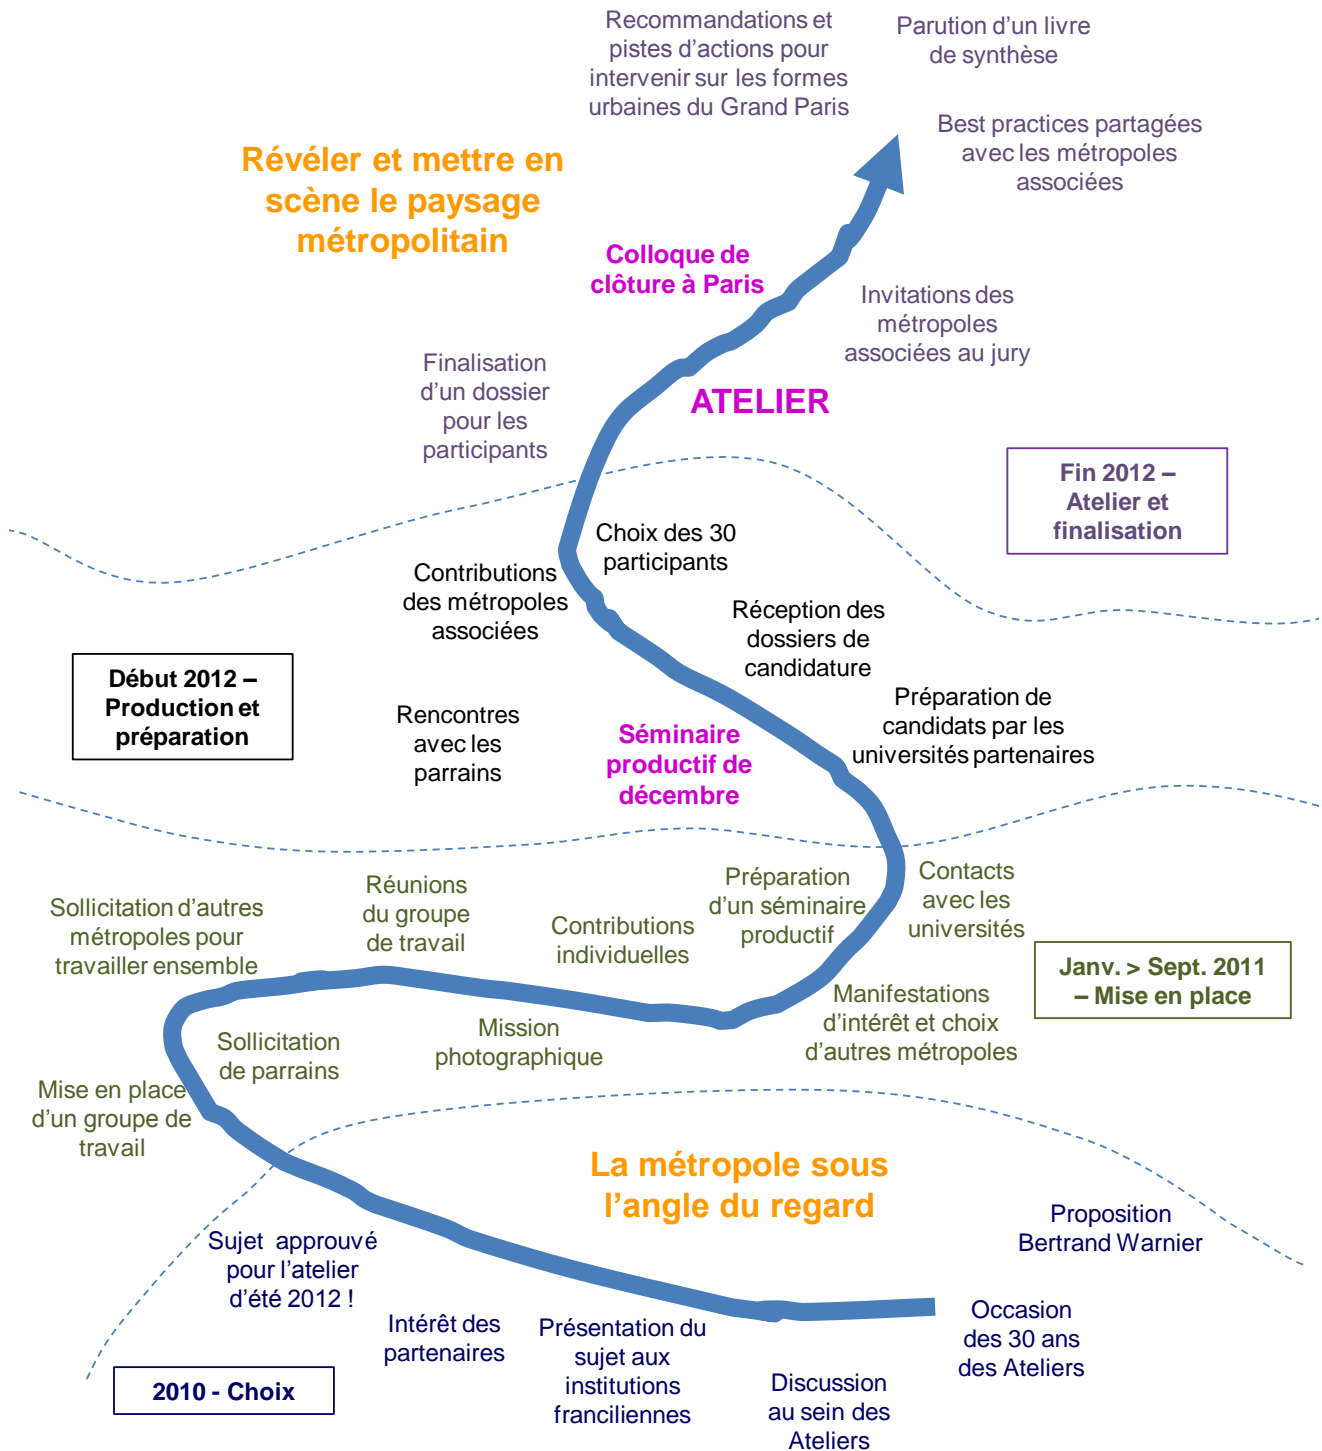 Recommandations et
pistes d'actions pour
intervenir sur les formes
urbaines du Grand Paris
Parution d'un livre
de synthèse
Best practices partagées
avec les métropoles
associées
Révéler et mettre en
scène le paysage
métropolitain
Colloque de
clôture à Paris
Invitations des
métropoles
associées au jury
Finalisation
d'un dossier
pour les
participants
ATELIER
Fin 2012 –
Atelier et
finalisation
Choix des 30
participants
Contributions
des métropoles
associées
Réception des
dossiers de
candidature
Début 2012 –
Production et
préparation
Rencontres
avec les
parrains
Séminaire
productif de
décembre
Préparation de
candidats par les
universités partenaires
Sollicitation d'autres
métropoles pour
travailler ensemble
Réunions
du groupe
de travail
Contributions
individuelles
Préparation
d'un séminaire
productif
Contacts
avec les
universités
Janv. > Sept. 2011
– Mise en place
Manifestations
d'intérêt et choix
d'autres métropoles
Mission
photographique
Sollicitation
de parrains
Mise en place
d'un groupe de
travail
La métropole sous
l'angle du regard
Proposition
Bertrand Warnier
Sujet approuvé
pour l'atelier
d'été 2012 !
Intérêt des
partenaires
Présentation du
sujet aux
institutions
franciliennes
Occasion
des 30 ans
des Ateliers
Discussion
au sein des
Ateliers
2010 - Choix